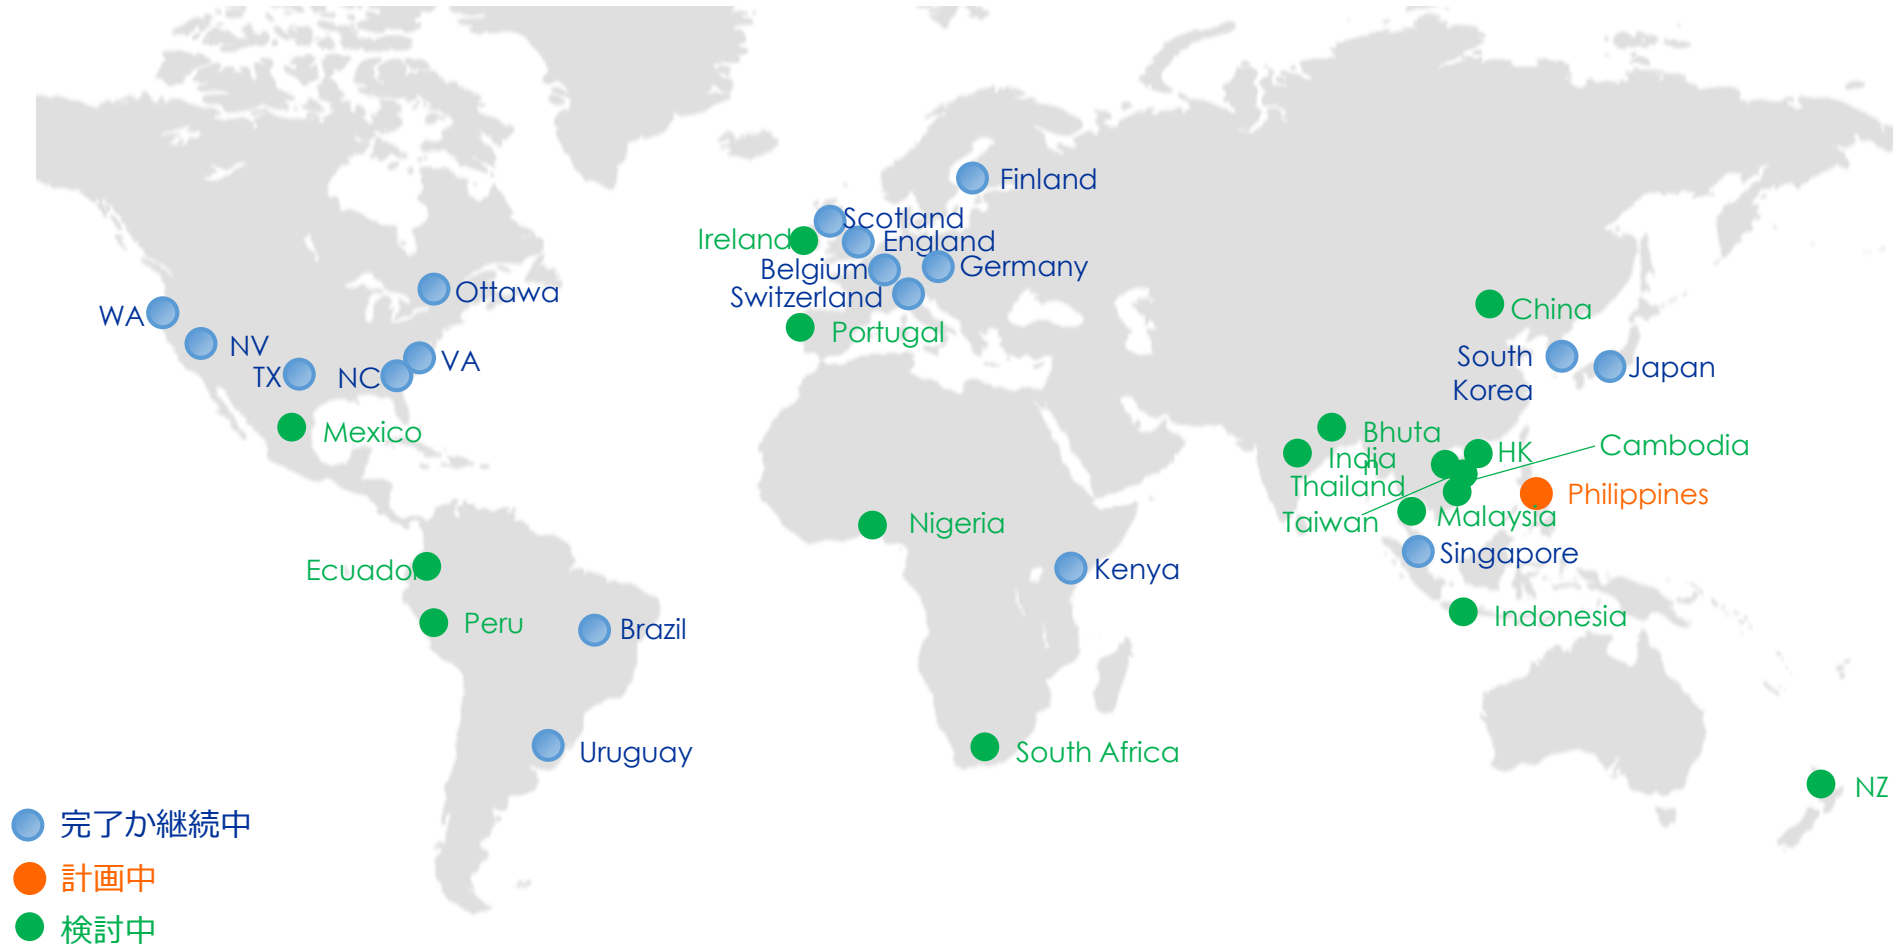 Finland
Scotland
Ireland
England
Belgium
Germany
Switzerland
Portugal
WA
Ottawa
NV
VA
TX
NC
Mexico
China
South
Korea
Japan
Bhuta
n
India
HK
Cambodia
Thailand
Philippines
Taiwan
Malaysia
Singapore
Nigeria
Kenya
Ecuador
Peru
Brazil
Indonesia
Uruguay
South Africa
NZ
完了か継続中
計画中
検討中